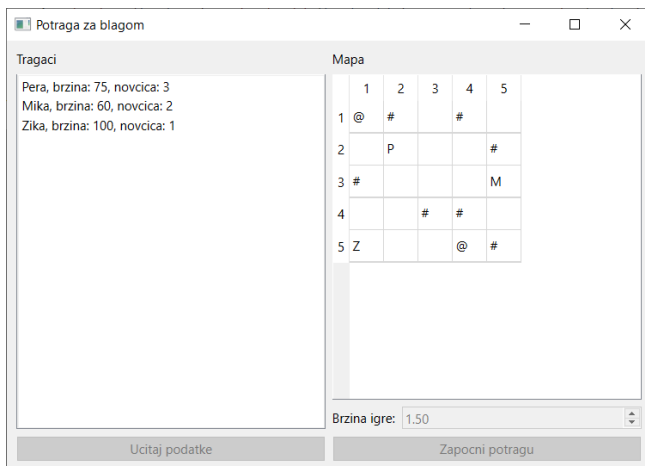 Potraga za blagom
Tragaci
Pera, brzina: 75, novcica: 3
Mika, brzina: 60, novcica: 2
Zika, brzina: 100, novcica: 1
Mapa
1 2 3 4 5
1 @ # #
2 P #
3 # M
4 # #
5 Z @ #
Brzina igre: 1.50
Ucitaj podatke
Zapocni potragu